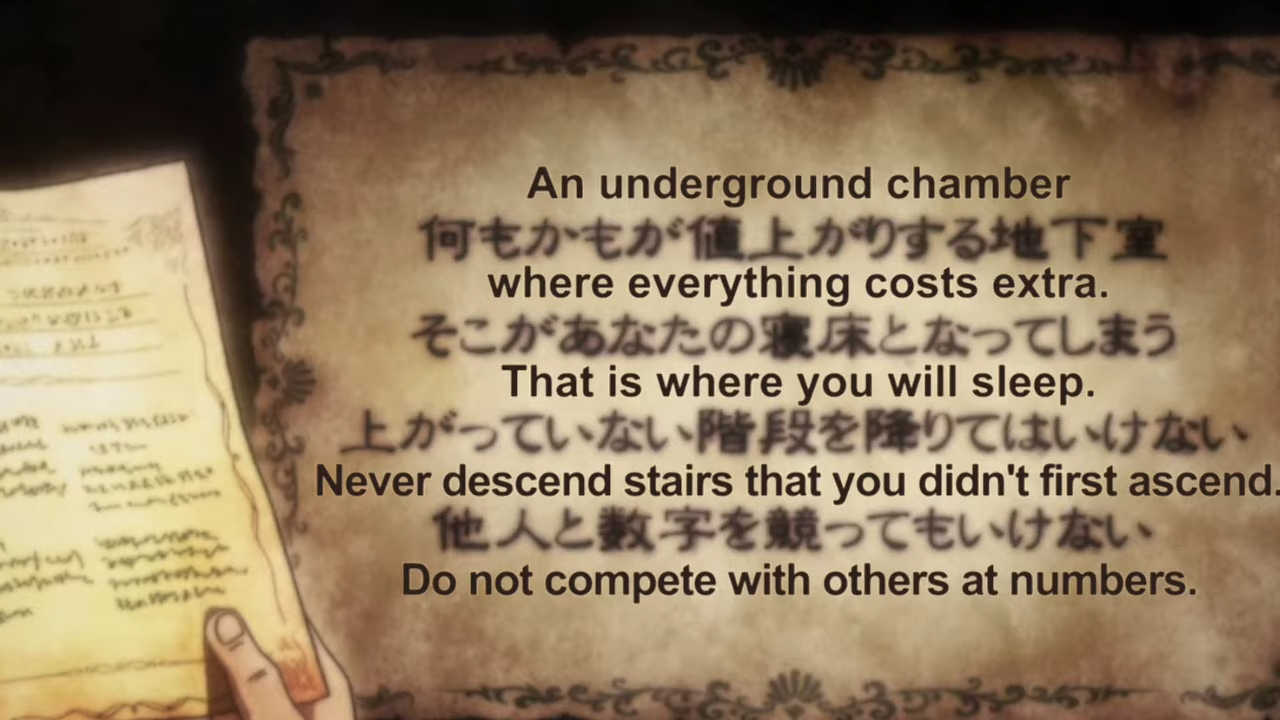 An underground chamber
何もかもが値上がりする地下室
where everything costs extra.
そこがあなたの寝床となってしまう
That is where you will sleep.
上がっていない階段を降りてはいけない
Never descend stairs that you didn't first ascend.
他人と数字を競ってもいけない
Do not compete with others at numbers.